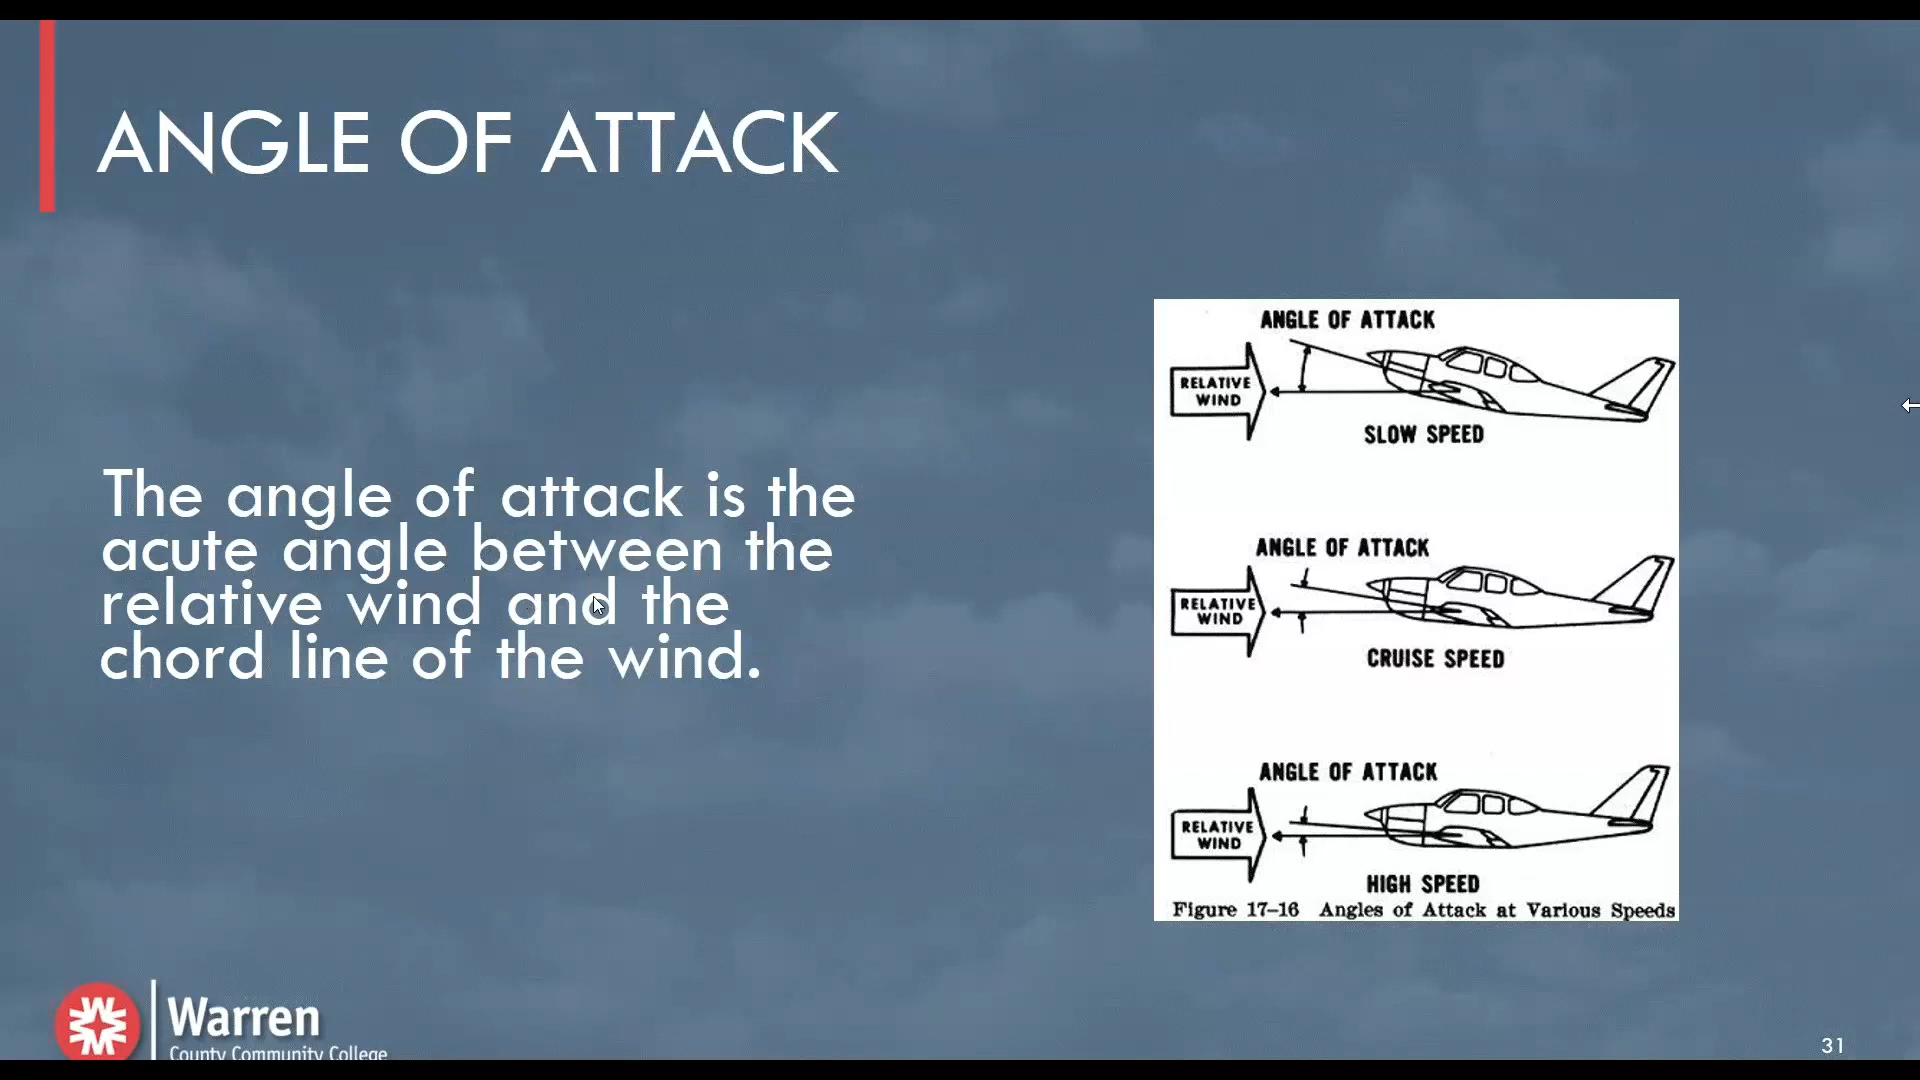 ANGLE OF ATTACK
The angle of attack is the
acute angle between the
relative wind and the
chord line of the wind.
ANGLE OF ATTACK
RELATIVE
WIND
SLOW SPEED
ANGLE OF ATTACK
RELATIVE
WIND
CRUISE SPEED
ANGLE OF ATTACK
RELATIVE
WIND
HIGH SPEED
Figure 17-16 Angles of Attack at Various Speeds
Warren
County Community College
31